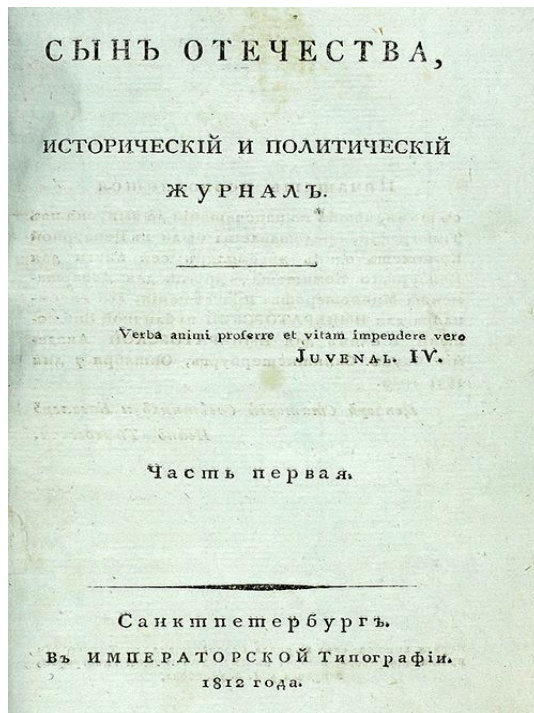 СЫНЪ ОТЕЧЕСТВА,
ИСТОРИЧЕСКІЙ И ПОЛИТИЧЕСКІЙ
ЖУРНАЛЪ.
Verba animi proferre et vitam impendere vero
JUVENAL. IV.
Часть первая.
Санктпетербургъ.
Въ ИМПЕРАТОРСКОЙ Типографіи.
1812 года.